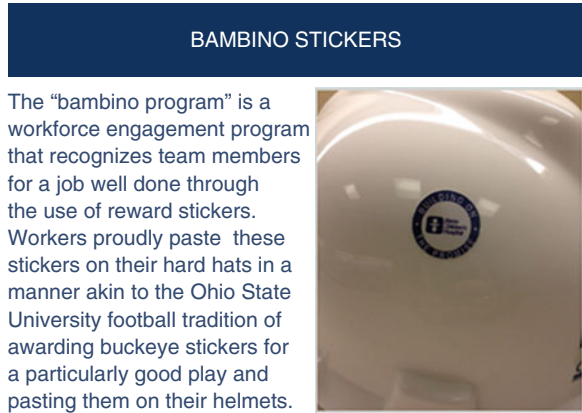 BAMBINO STICKERS
The “bambino program” is a
workforce engagement program
that recognizes team members
for a job well done through
the use of reward stickers.
Workers proudly paste these
stickers on their hard hats in a
manner akin to the Ohio State
University football tradition of
awarding buckeye stickers for
a particularly good play and
pasting them on their helmets.
BUILDING ON
THE PROMISE